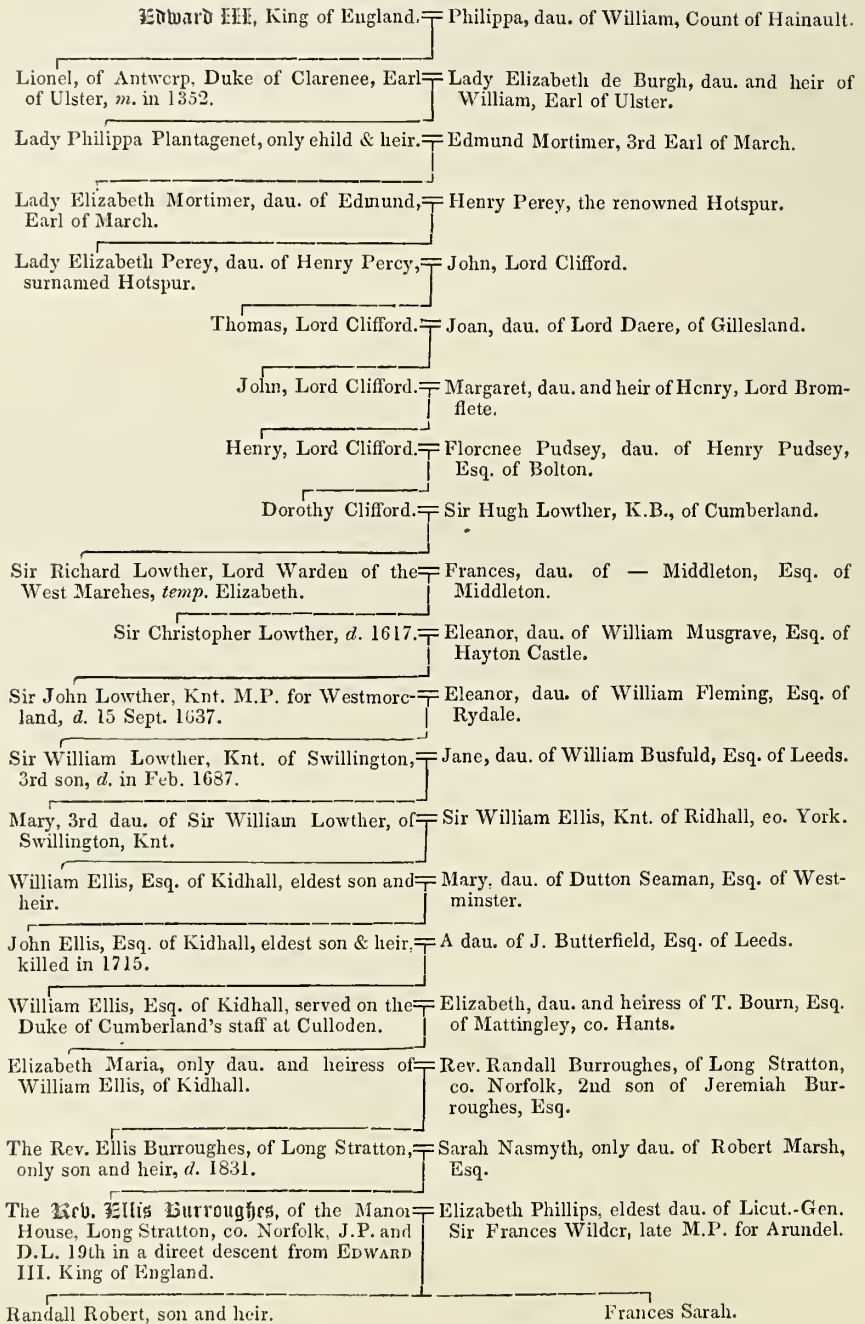 Edward III, King of England. Philippa, dau. of William, Count of Hainault.
Lionel, of Antwerp, Duke of Clarenee, Earl Lady Elizabeth de Burgh, dau. and heir of
of Ulster, m. in 1352. William, Earl of Ulster.
Lady Philippa Plantagenet, only ehild & heir. Edmund Mortimer, 3rd Earl of March.
Lady Elizabeth Mortimer, dau. of Edmund, Henry Perey, the renowned Hotspur.
Earl of March.
Lady Elizabeth Perey, dau. of Henry Percy, John, Lord Clifford.
surnamed Hotspur.
Thomas, Lord Clifford. Joan, dau. of Lord Daere, of Gillesland.
John, Lord Clifford. Margaret, dau. and heir of Henry, Lord Brom-
flete.
Henry, Lord Clifford. Florenee Pudsey, dau. of Henry Pudsey,
Esq. of Bolton.
Dorothy Clifford. Sir Hugh Lowther, K.B., of Cumberland.
Sir Richard Lowther, Lord Warden of the Frances, dau. of — Middleton, Esq. of
West Marehes, temp. Elizabeth. Middleton.
Sir Christopher Lowther, d. 1617. Eleanor, dau. of William Musgrave, Esq. of
Hayton Castle.
Sir John Lowther, Knt. M.P. for Westmore- Eleanor, dau. of William Fleming, Esq. of
land, d. 15 Sept. 1637. Rydale.
Sir William Lowther, Knt. of Swillington, Jane, dau. of William Busfuld, Esq. of Leeds.
3rd son, d. in Feb. 1687.
Mary, 3rd dau. of Sir William Lowther, of Sir William Ellis, Knt. of Ridhall, eo. York.
Swillington, Knt.
William Ellis, Esq. of Kidhall, eldest son and Mary, dau. of Dutton Seaman, Esq. of West-
heir. minster.
John Ellis, Esq. of Kidhall, eldest son & heir, A dau. of J. Butterfield, Esq. of Leeds.
killed in 1715.
William Ellis, Esq. of Kidhall, served on the Elizabeth, dau. and heiress of T. Bourn, Esq.
Duke of Cumberland's staff at Culloden. of Mattingley, co. Hants.
Elizabeth Maria, only dau. and heiress of Rev. Randall Burroughes, of Long Stratton,
William Ellis, of Kidhall. co. Norfolk, 2nd son of Jeremiah Bur-
roughes, Esq.
The Rev. Ellis Burroughes, of Long Stratton, Sarah Nasmyth, only dau. of Robert Marsh,
only son and heir, d. 1831. Esq.
The Rev. Ellis Burroughes, of the Manor Elizabeth Phillips, eldest dau. of Lieut.-Gen.
House, Long Stratton, co. Norfolk, J.P. and Sir Frances Wilder, late M.P. for Arundel.
D.L. 19th in a direet descent from EDWARD
III. King of England.
Randall Robert, son and heir. Frances Sarah.